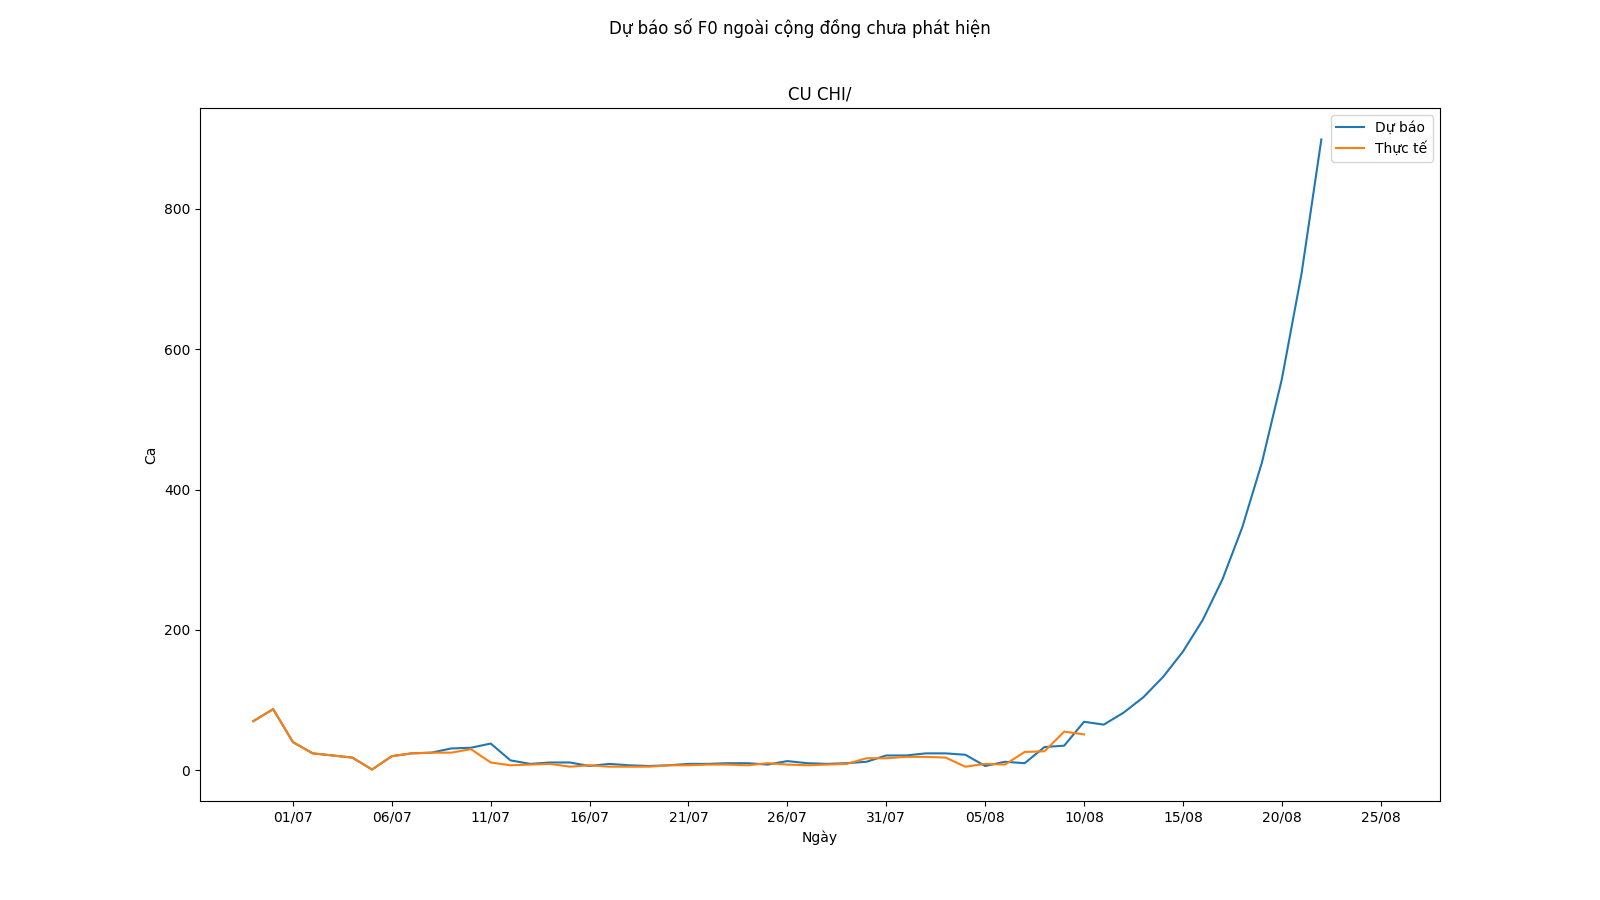 Dự báo số F0 ngoài cộng đồng chưa phát hiện
CU CHI/
Dự báo
Thực tế
800
600
400
200
0
Ca
01/07 06/07 11/07 16/07 21/07 26/07 31/07 05/08 10/08 15/08 20/08 25/08
Ngày